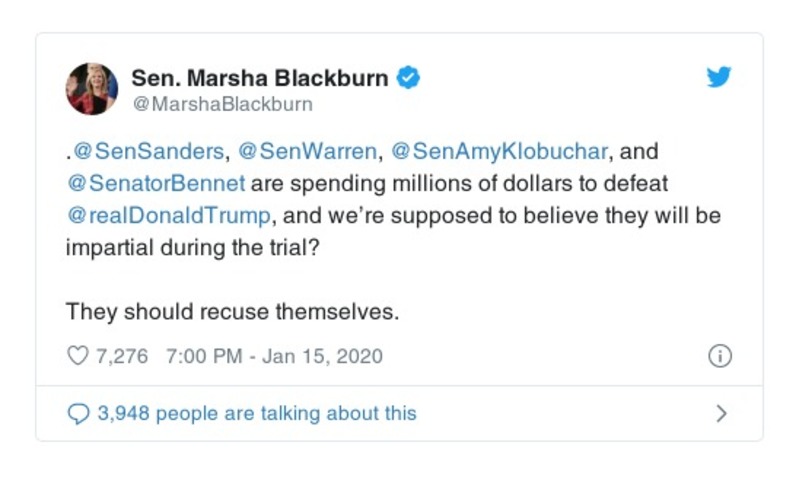 Sen. Marsha Blackburn
@MarshaBlackburn
.@SenSanders, @SenWarren, @SenAmyKlobuchar, and
@SenatorBennet are spending millions of dollars to defeat
@realDonaldTrump, and we're supposed to believe they will be
impartial during the trial?
They should recuse themselves.
7,276 7:00 PM - Jan 15, 2020
3,948 people are talking about this